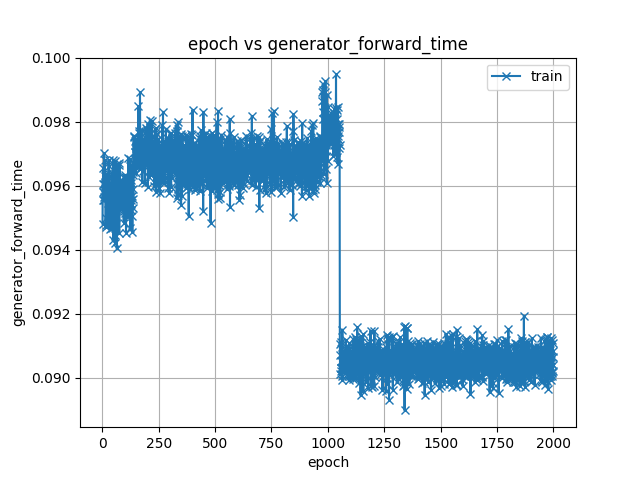 epoch vs generator_forward_time
0.100
0.098
0.096
0.094
0.092
0.090
generator_forward_time
train
0 250 500 750 1000 1250 1500 1750 2000
epoch